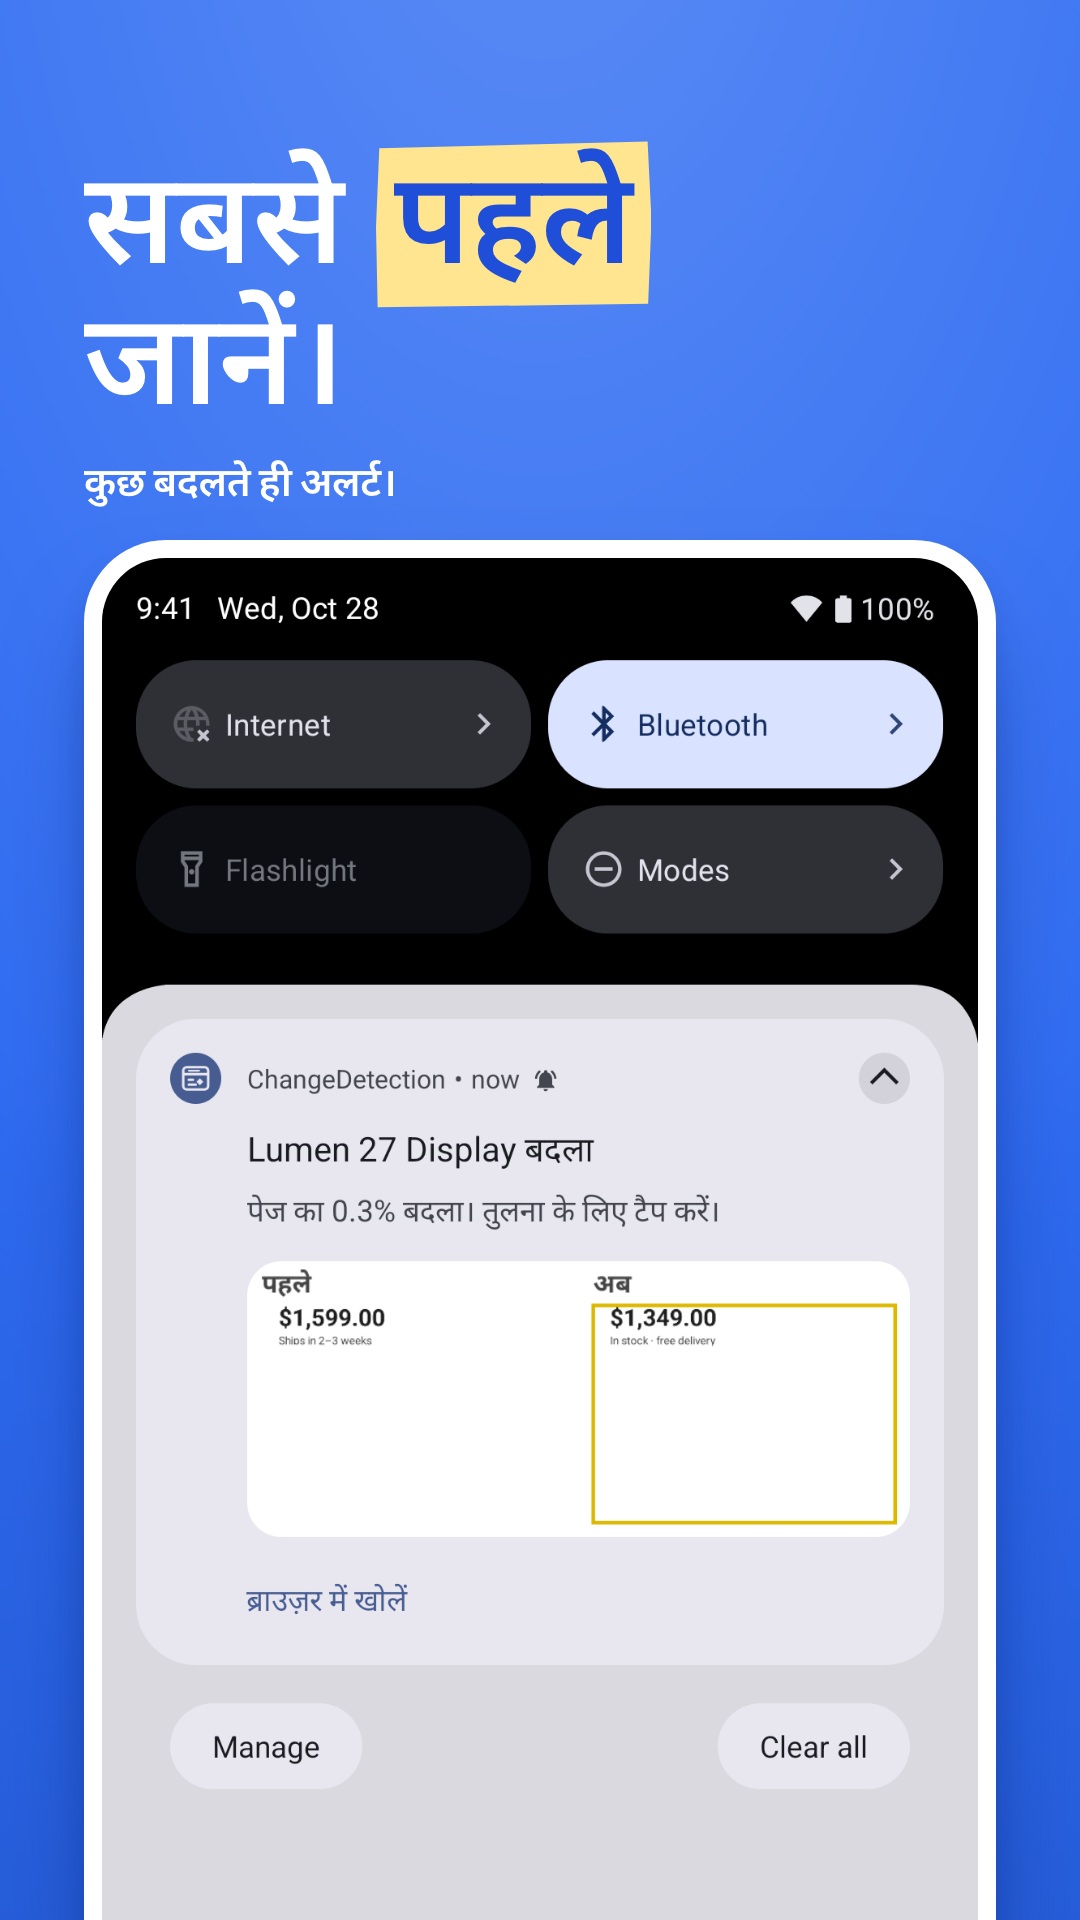 सबसे पहले
जानें।
कुछ बदलते ही अलर्ट।
9:41 Wed, Oct 28 100%
Internet Bluetooth
Flashlight Modes
ChangeDetection • now
Lumen 27 Display बदला
पेज का 0.3% बदला। तुलना के लिए टैप करें।
पहले अब
$1,599.00 $1,349.00
Ships in 2–3 weeks In stock · free delivery
ब्राउज़र में खोलें
Manage Clear all